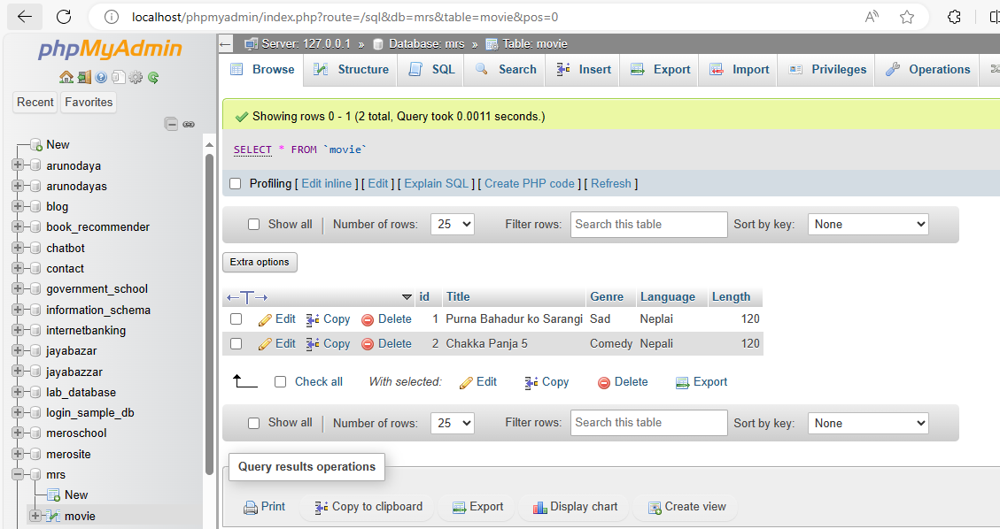 localhost/phpmyadmin/index.php?route=/sql&db=mrs&table=movie&pos=0
phpMyAdmin
Recent Favorites
New
arunodaya
arunodayas
blog
book_recommender
chatbot
contact
government_school
information_schema
internetbanking
jayabazar
jayabazzar
lab_database
login_sample_db
meroschool
merosite
mrs
New
movie
Server: 127.0.0.1 » Database: mrs » Table: movie
Browse Structure SQL Search Insert Export Import Privileges Operations
Showing rows 0 - 1 (2 total, Query took 0.0011 seconds.)
SELECT * FROM `movie`
Profiling [ Edit inline ] [ Edit ] [ Explain SQL ] [ Create PHP code ] [ Refresh ]
Show all Number of rows: 25 Filter rows: Search this table Sort by key: None
Extra options
id Title Genre Language Length
Edit Copy Delete 1 Purna Bahadur ko Sarangi Sad Neplai 120
Edit Copy Delete 2 Chakka Panja 5 Comedy Nepali 120
Check all With selected: Edit Copy Delete Export
Show all Number of rows: 25 Filter rows: Search this table Sort by key: None
Query results operations
Print Copy to clipboard Export Display chart Create view